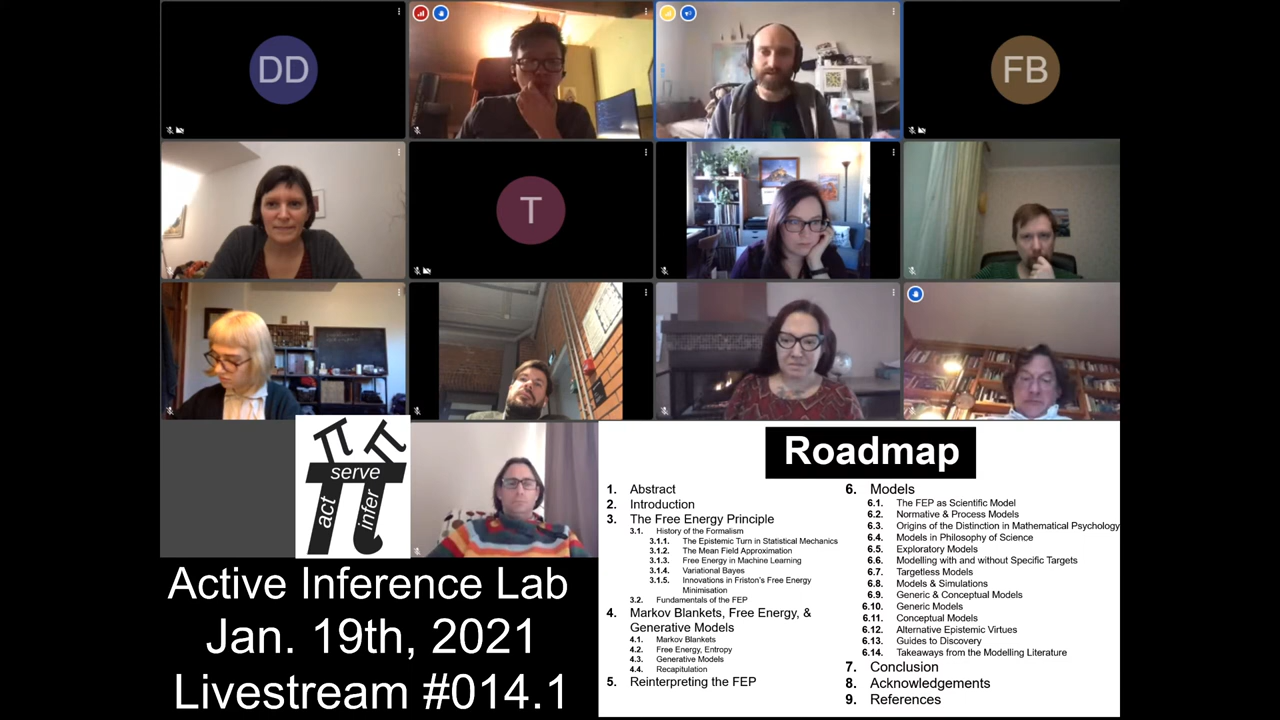 DD
FB
T
π π
serve
act π infer
Active Inference Lab
Jan. 19th, 2021
Livestream #014.1
Roadmap
1. Abstract
2. Introduction
3. The Free Energy Principle
3.1. History of the Formalism
3.1.1. The Epistemic Turn in Statistical Mechanics
3.1.2. The Mean Field Approximation
3.1.3. Free Energy in Machine Learning
3.1.4. Variational Bayes
3.1.5. Innovations in Friston's Free Energy
Minimisation
3.2. Fundamentals of the FEP
4. Markov Blankets, Free Energy, &
Generative Models
4.1. Markov Blankets
4.2. Free Energy, Entropy
4.3. Generative Models
4.4. Recapitulation
5. Reinterpreting the FEP
6. Models
6.1. The FEP as Scientific Model
6.2. Normative & Process Models
6.3. Origins of the Distinction in Mathematical Psychology
6.4. Models in Philosophy of Science
6.5. Exploratory Models
6.6. Modelling with and without Specific Targets
6.7. Targetless Models
6.8. Models & Simulations
6.9. Generic & Conceptual Models
6.10. Generic Models
6.11. Conceptual Models
6.12. Alternative Epistemic Virtues
6.13. Guides to Discovery
6.14. Takeaways from the Modelling Literature
7. Conclusion
8. Acknowledgements
9. References